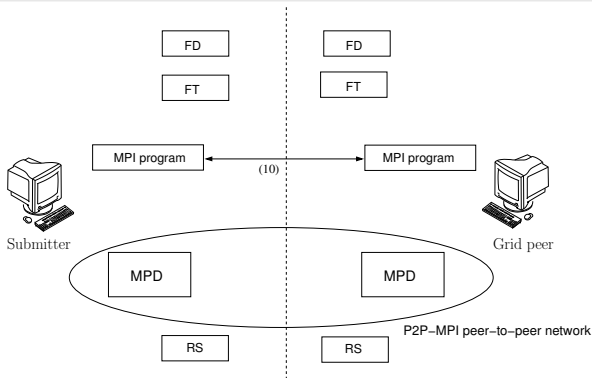 FD
FD
FT
FT
MPI program
MPI program
(10)
Submitter
Grid peer
MPD
MPD
P2P−MPI peer−to−peer network
RS
RS